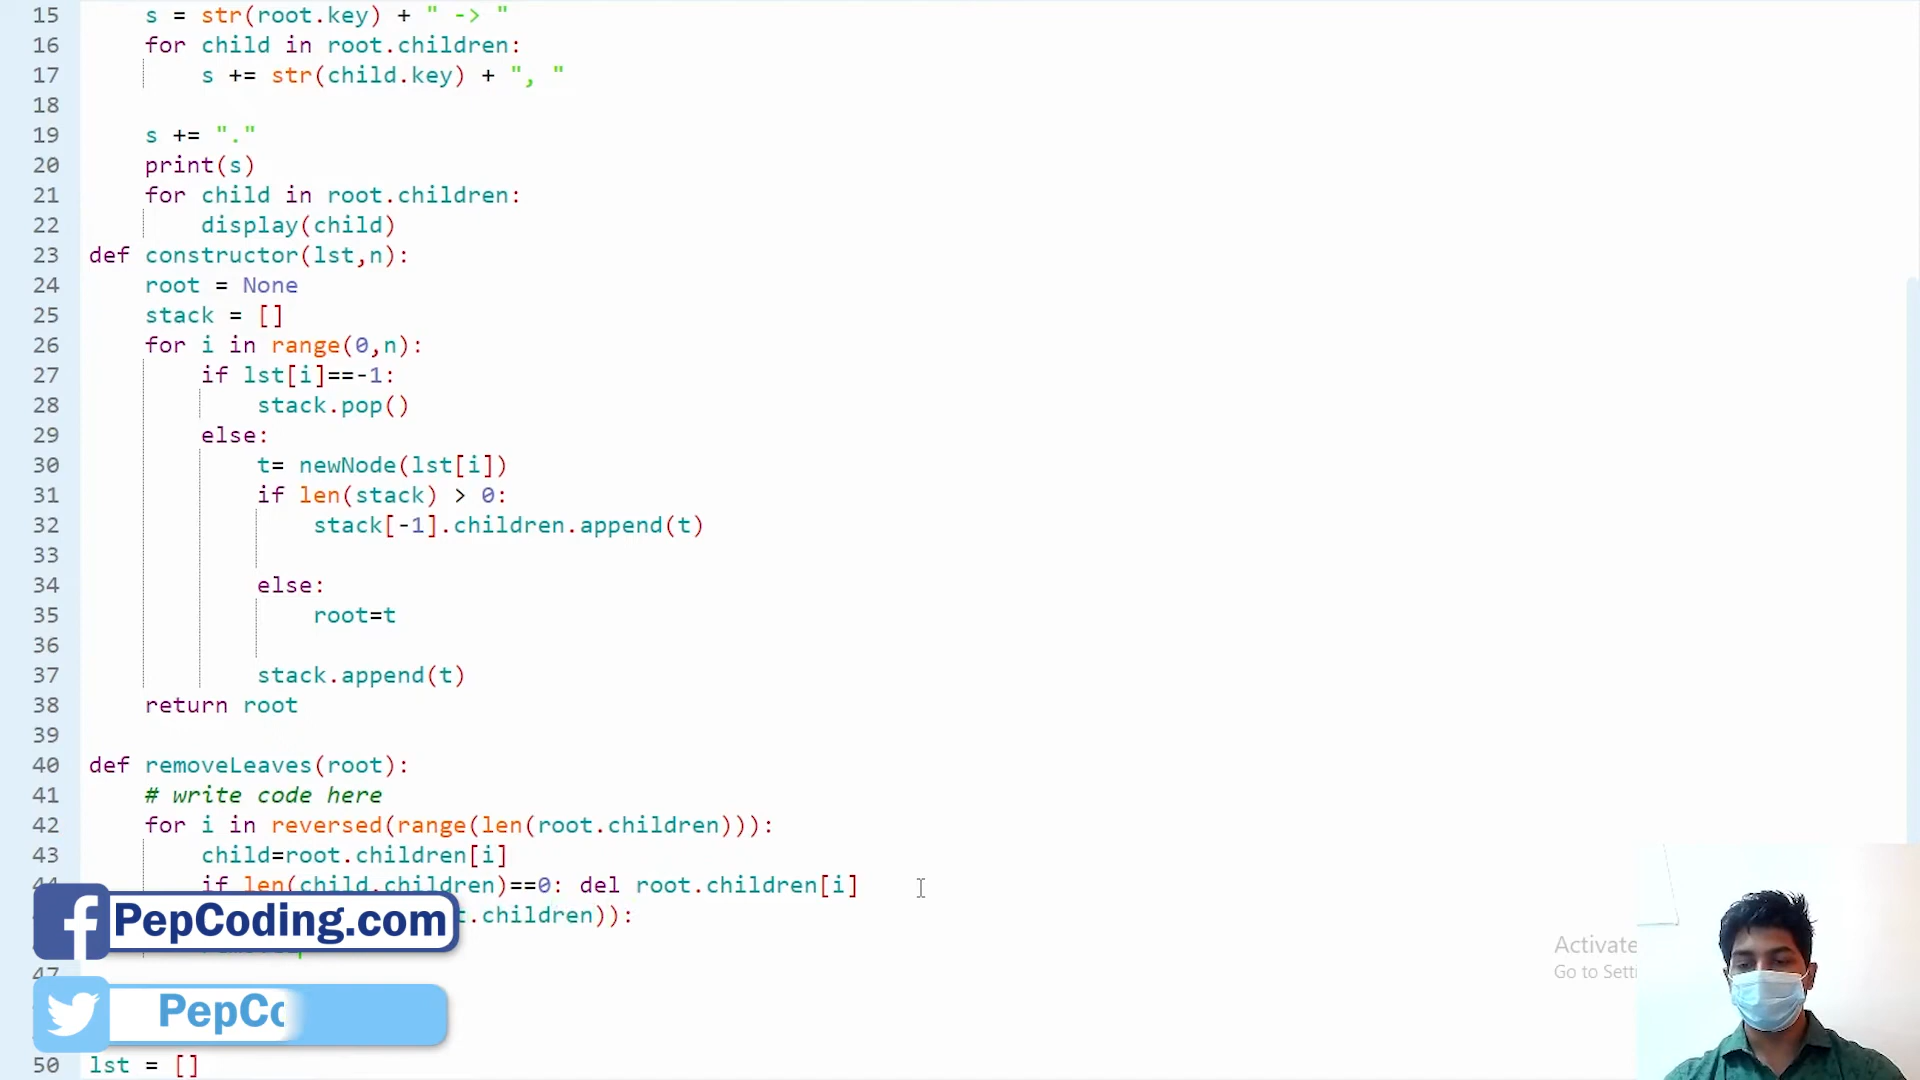 15 s = str(root.key) + " -> "
16 for child in root.children:
17 s += str(child.key) + ", "
18
19 s += "."
20 print(s)
21 for child in root.children:
22 display(child)
23 def constructor(lst,n):
24 root = None
25 stack = []
26 for i in range(0,n):
27 if lst[i]==-1:
28 stack.pop()
29 else:
30 t= newNode(lst[i])
31 if len(stack) > 0:
32 stack[-1].children.append(t)
33
34 else:
35 root=t
36
37 stack.append(t)
38 return root
39
40 def removeLeaves(root):
41 # write code here
42 for i in reversed(range(len(root.children))):
43 child=root.children[i]
44 if len(child.children)==0: del root.children[i]
t.children)):
PepCoding.com
47
PepCo
50 lst = []
Activate
Go to Setti